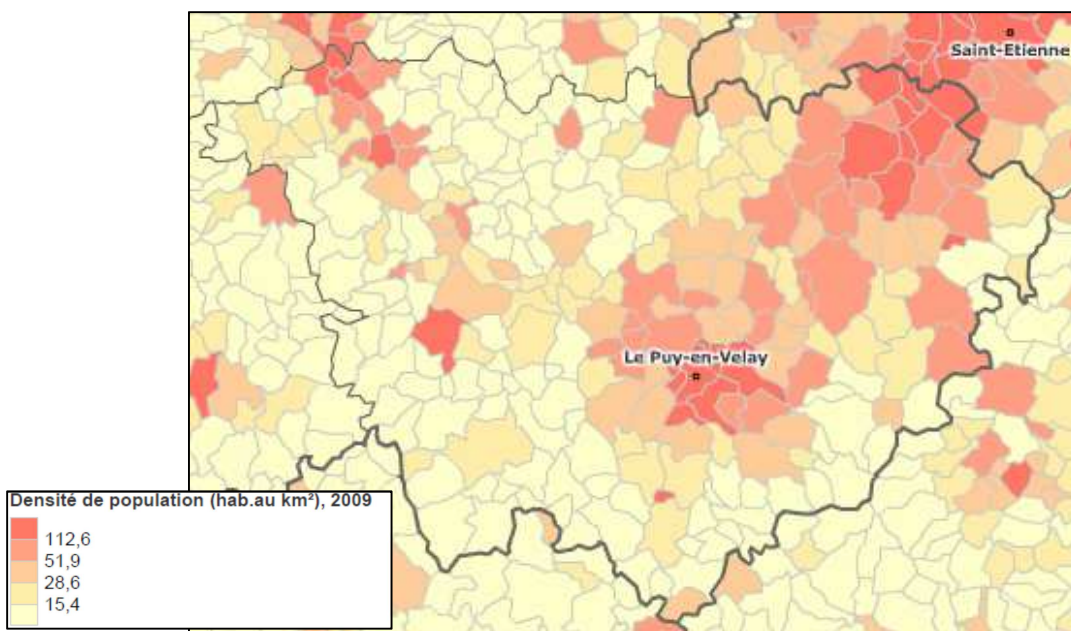 Saint-Etienne
Le Puy-en-Velay
Densité de population (hab.au km²), 2009
112,6
51,9
28,6
15,4